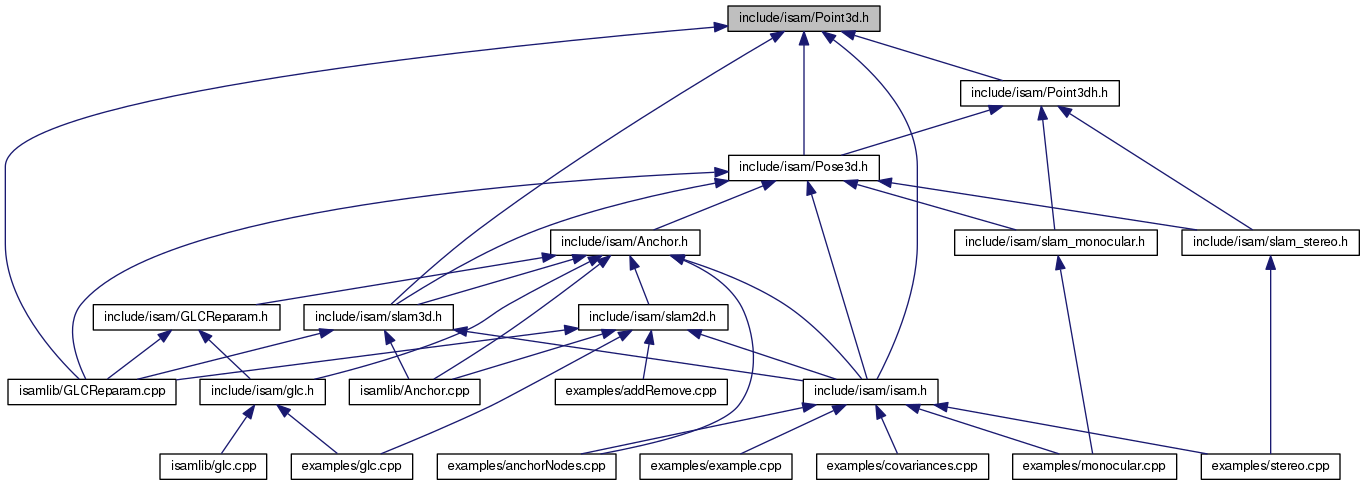 include/isam/Point3d.h
include/isam/Point3dh.h
include/isam/Pose3d.h
include/isam/Anchor.h
include/isam/slam_monocular.h
include/isam/slam_stereo.h
include/isam/GLCReparam.h
include/isam/slam3d.h
include/isam/slam2d.h
isamlib/GLCReparam.cpp
include/isam/glc.h
isamlib/Anchor.cpp
examples/addRemove.cpp
include/isam/isam.h
isamlib/glc.cpp
examples/glc.cpp
examples/anchorNodes.cpp
examples/example.cpp
examples/covariances.cpp
examples/monocular.cpp
examples/stereo.cpp